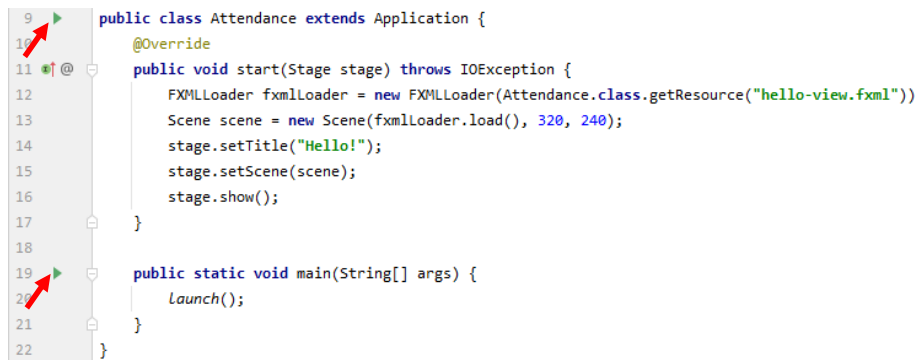 9 public class Attendance extends Application {
10 @Override
11 @ public void start(Stage stage) throws IOException {
12 FXMLLoader fxmlLoader = new FXMLLoader(Attendance.class.getResource("hello-view.fxml"))
13 Scene scene = new Scene(fxmlLoader.load(), 320, 240);
14 stage.setTitle("Hello!");
15 stage.setScene(scene);
16 stage.show();
17 }
18
19 public static void main(String[] args) {
20 launch();
21 }
22 }